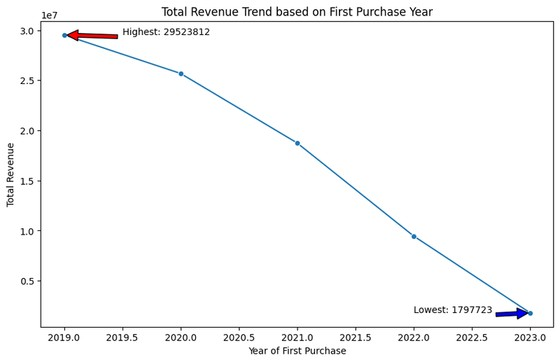 Total Revenue Trend based on First Purchase Year
1e7
3.0
Highest: 29523812
2.5
2.0
1.5
1.0
0.5
Total Revenue
Lowest: 1797723
2019.0 2019.5 2020.0 2020.5 2021.0 2021.5 2022.0 2022.5 2023.0
Year of First Purchase